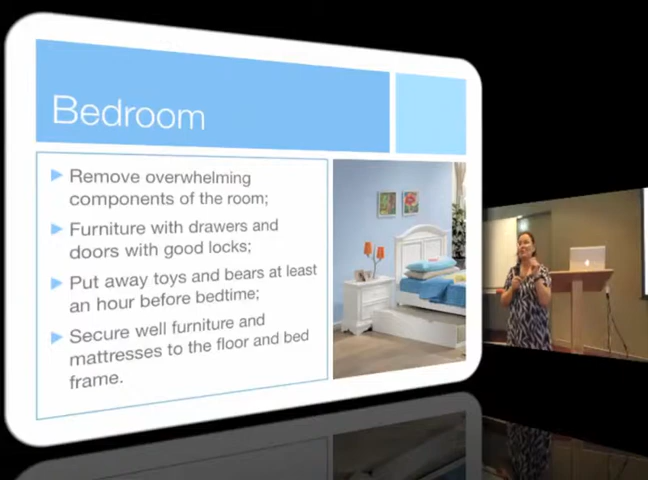 Bedroom
Remove overwhelming
components of the room;
Furniture with drawers and
doors with good locks;
Put away toys and bears at least
an hour before bedtime;
Secure well furniture and
mattresses to the floor and bed
frame.